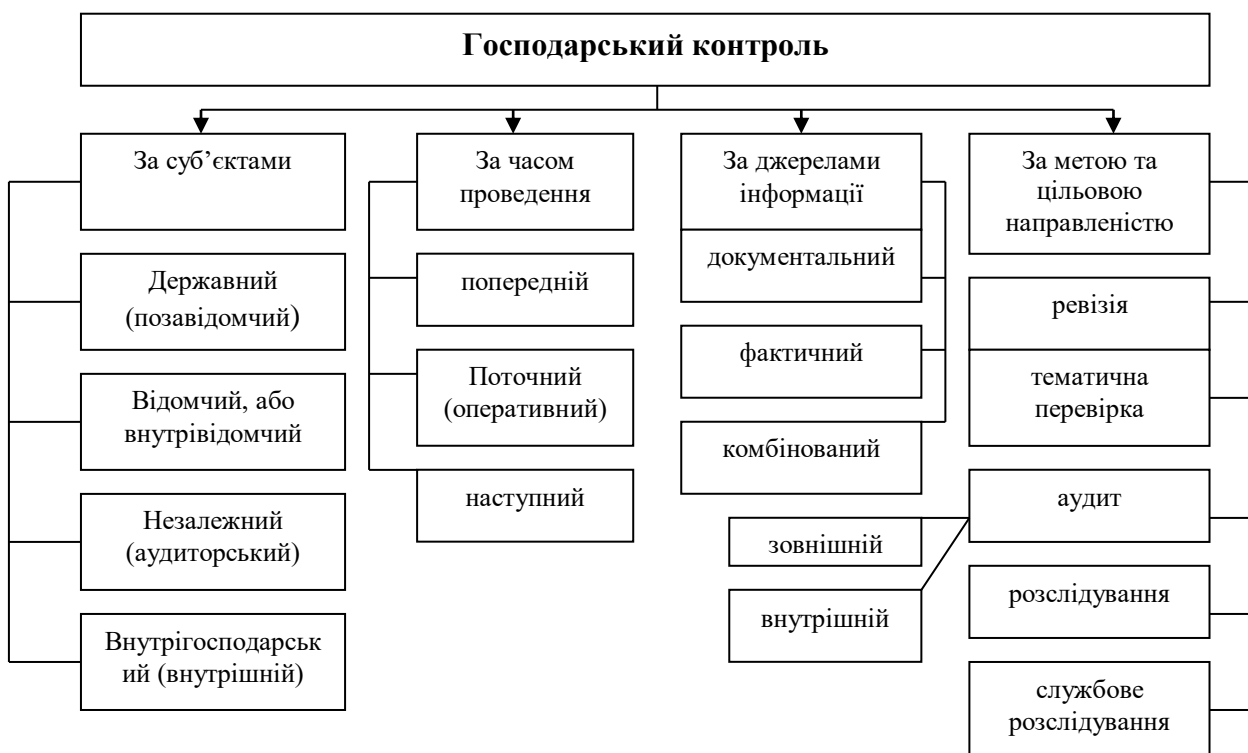 Господарський контроль
За суб’єктами
Державний
(позавідомчий)
Відомчий, або
внутрівідомчий
Незалежний
(аудиторський)
Внутрігосподарськ
ий (внутрішній)
За часом
проведення
попередній
Поточний
(оперативний)
наступний
За джерелами
інформації
документальний
фактичний
комбінований
За метою та
цільовою
направленістю
ревізія
тематична
перевірка
аудит
зовнішній
внутрішній
розслідування
службове
розслідування